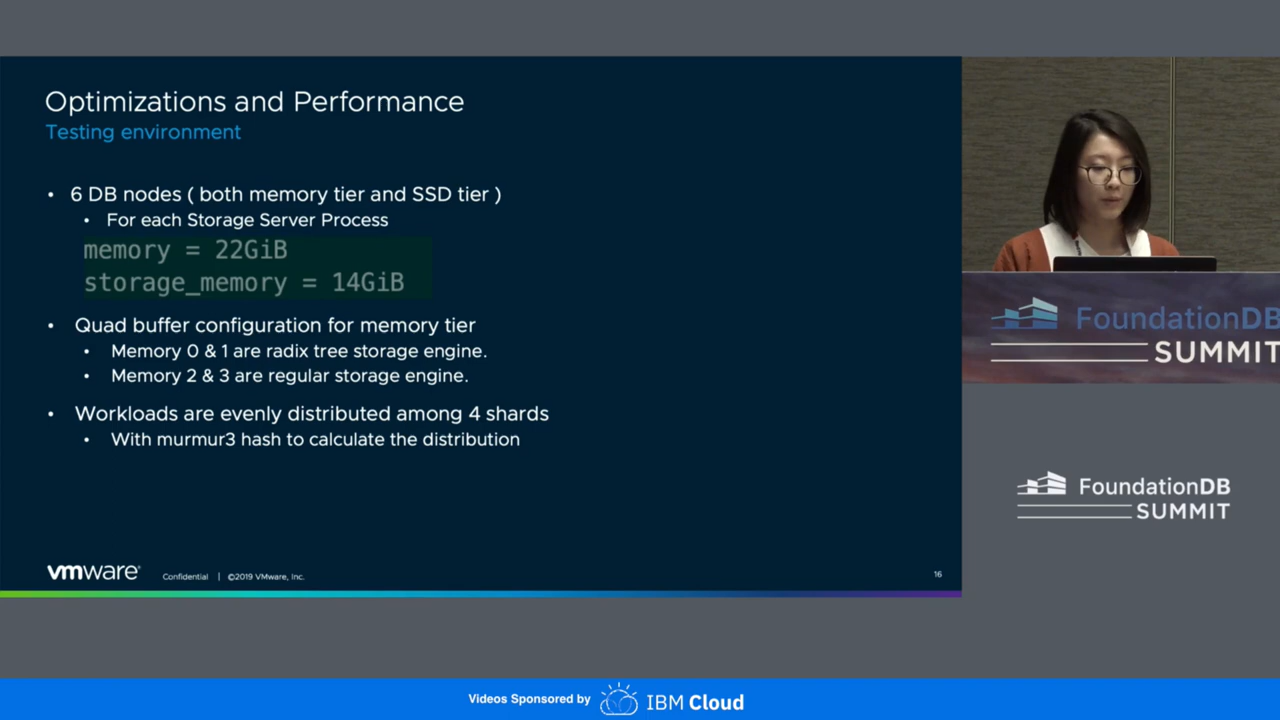 Optimizations and Performance
Testing environment
• 6 DB nodes ( both memory tier and SSD tier )
• For each Storage Server Process
memory = 22GiB
storage_memory = 14GiB
• Quad buffer configuration for memory tier
• Memory 0 & 1 are radix tree storage engine.
• Memory 2 & 3 are regular storage engine.
• Workloads are evenly distributed among 4 shards
• With murmur3 hash to calculate the distribution
vmware® Confidential | ©2019 VMware, Inc.
16
FoundationDB
SUMMIT
FoundationDB
SUMMIT
Videos Sponsored by IBM Cloud